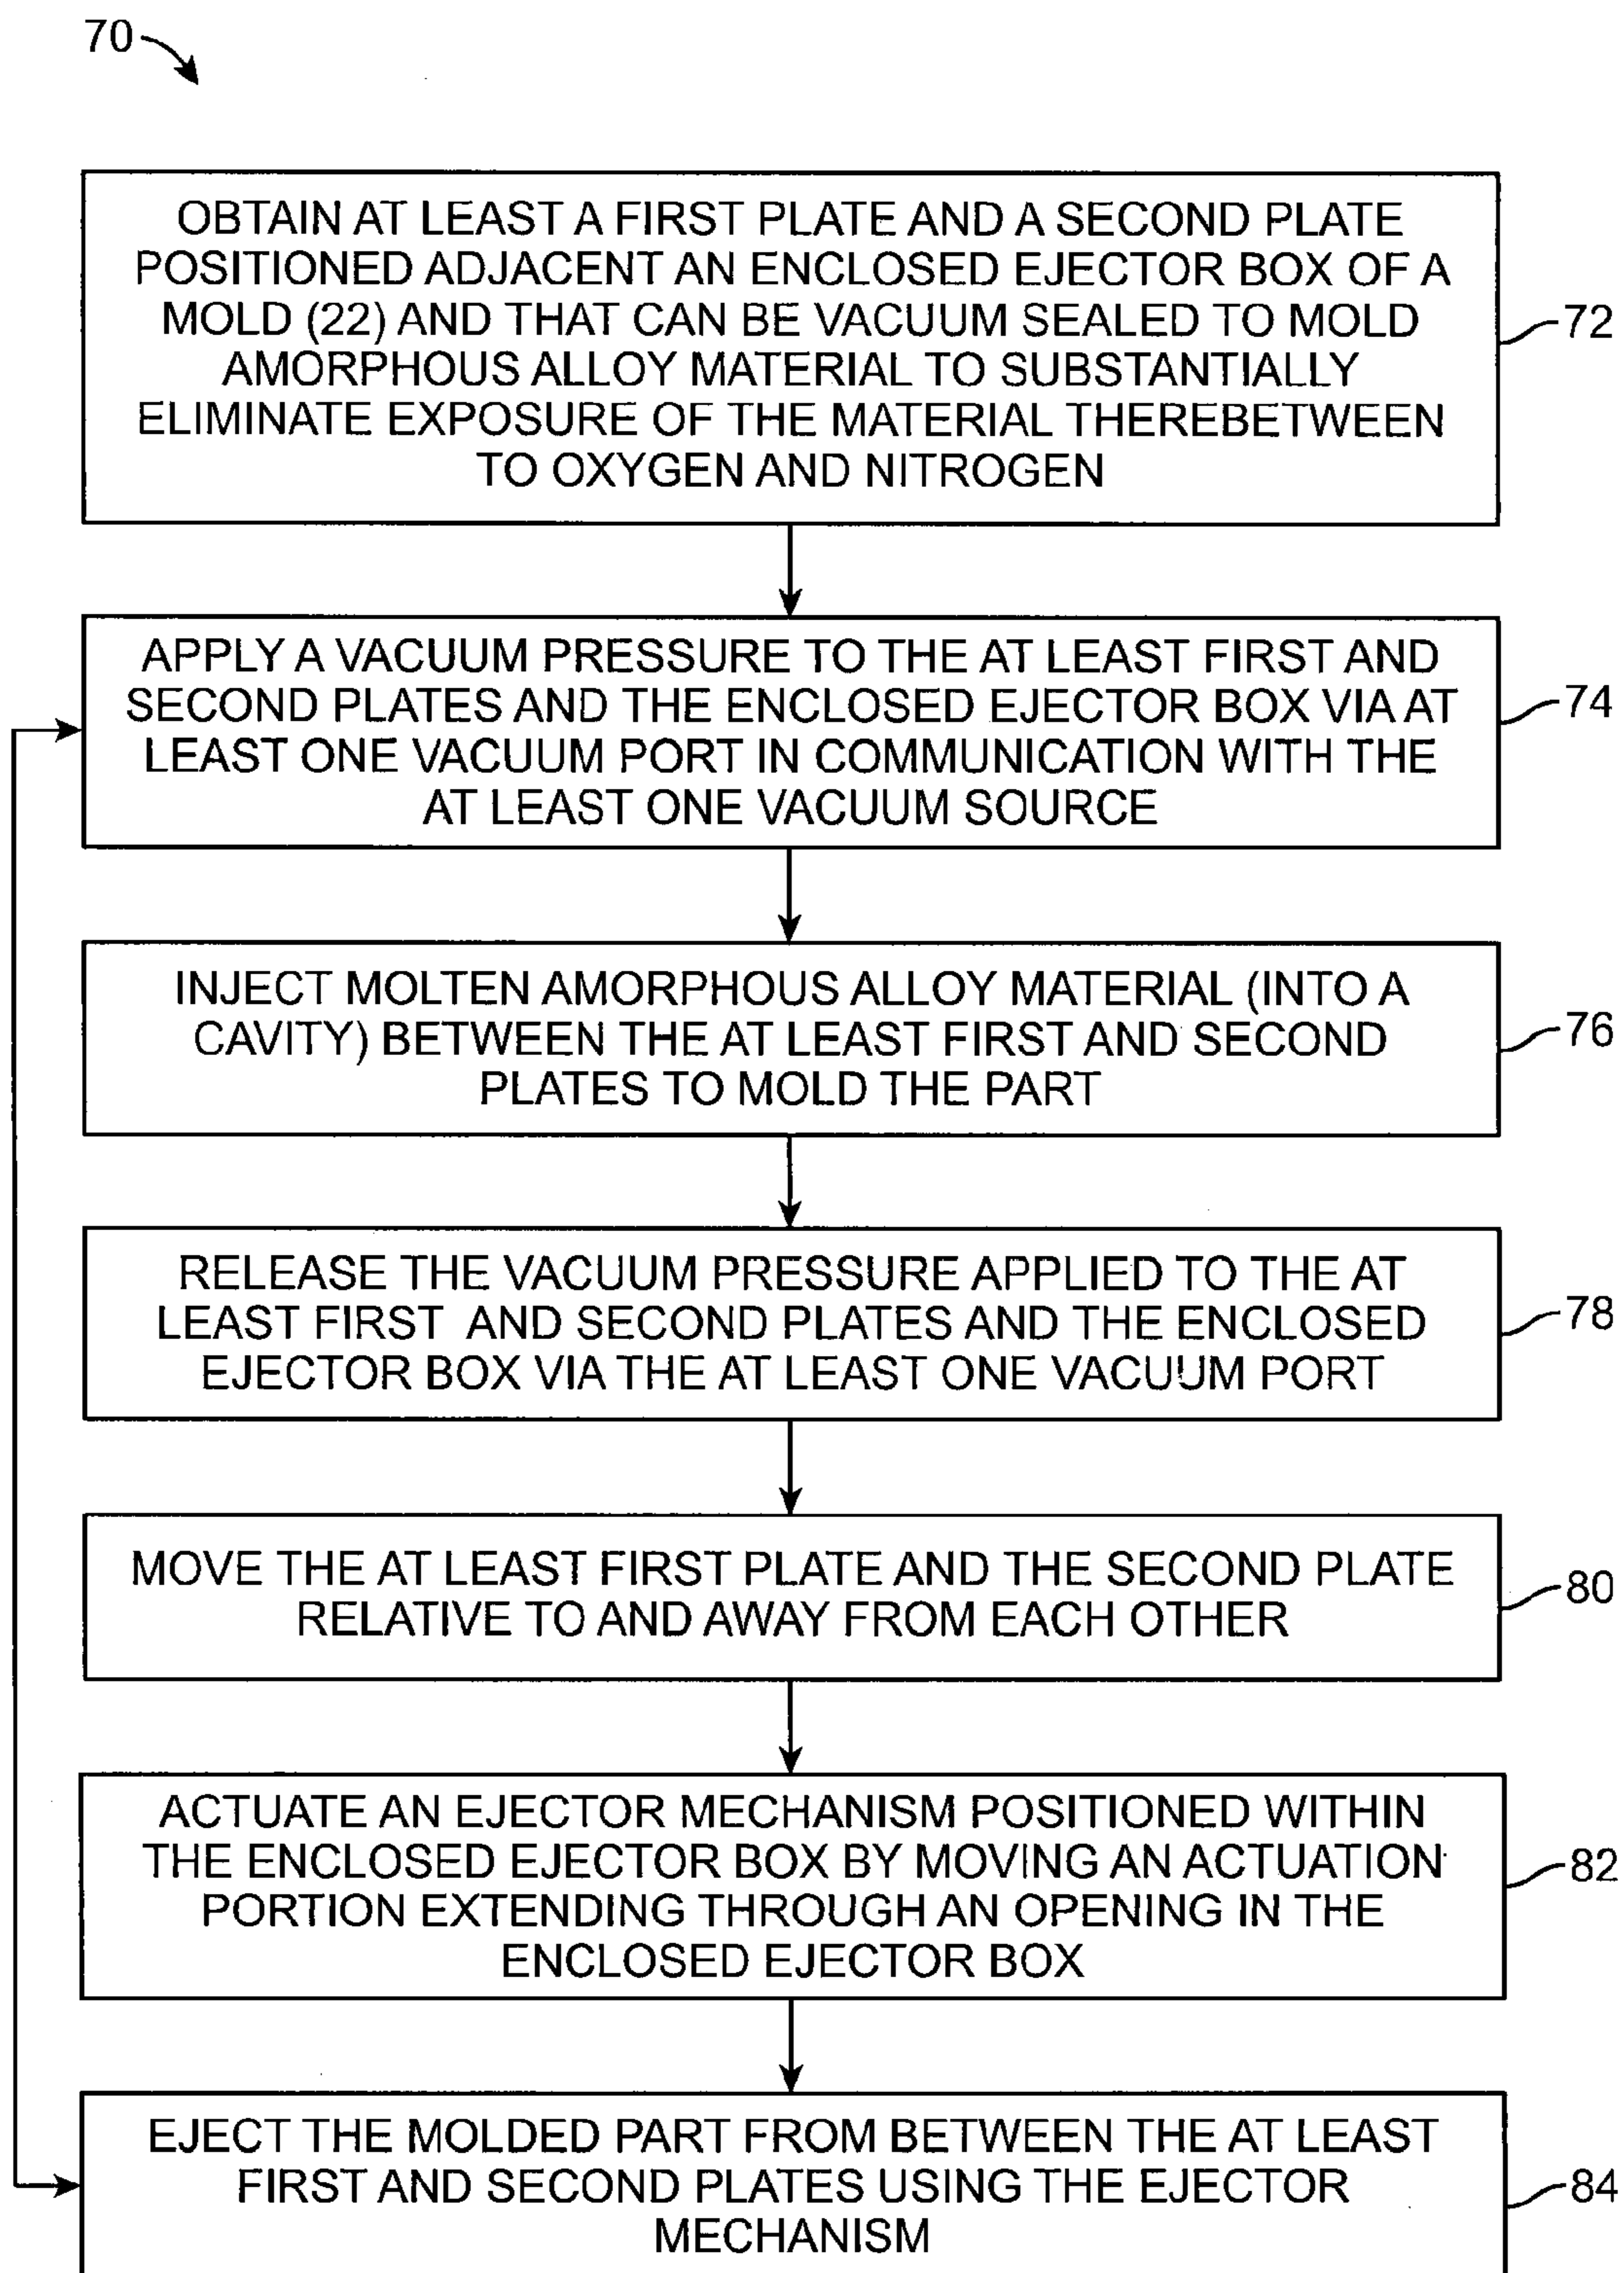 70
OBTAIN AT LEAST A FIRST PLATE AND A SECOND PLATE
POSITIONED ADJACENT AN ENCLOSED EJECTOR BOX OF A
MOLD (22) AND THAT CAN BE VACUUM SEALED TO MOLD
AMORPHOUS ALLOY MATERIAL TO SUBSTANTIALLY
ELIMINATE EXPOSURE OF THE MATERIAL THEREBETWEEN
TO OXYGEN AND NITROGEN
72
APPLY A VACUUM PRESSURE TO THE AT LEAST FIRST AND
SECOND PLATES AND THE ENCLOSED EJECTOR BOX VIA AT
LEAST ONE VACUUM PORT IN COMMUNICATION WITH THE
AT LEAST ONE VACUUM SOURCE
74
INJECT MOLTEN AMORPHOUS ALLOY MATERIAL (INTO A
CAVITY) BETWEEN THE AT LEAST FIRST AND SECOND
PLATES TO MOLD THE PART
76
RELEASE THE VACUUM PRESSURE APPLIED TO THE AT
LEAST FIRST AND SECOND PLATES AND THE ENCLOSED
EJECTOR BOX VIA THE AT LEAST ONE VACUUM PORT
78
MOVE THE AT LEAST FIRST PLATE AND THE SECOND PLATE
RELATIVE TO AND AWAY FROM EACH OTHER
80
ACTUATE AN EJECTOR MECHANISM POSITIONED WITHIN
THE ENCLOSED EJECTOR BOX BY MOVING AN ACTUATION
PORTION EXTENDING THROUGH AN OPENING IN THE
ENCLOSED EJECTOR BOX
82
EJECT THE MOLDED PART FROM BETWEEN THE AT LEAST
FIRST AND SECOND PLATES USING THE EJECTOR
MECHANISM
84